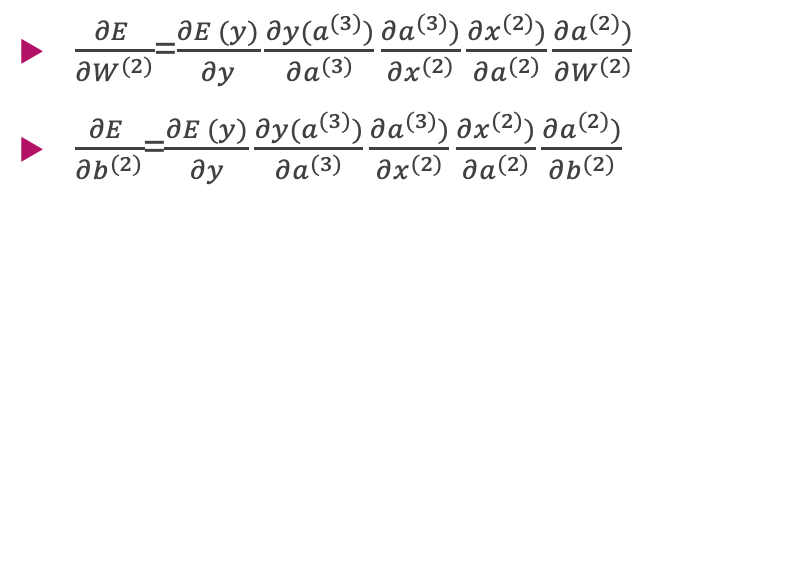 ▶ ∂E/∂W^(2) = ∂E (y)/∂y ∂y(a^(3))/∂a^(3) ∂a^(3))/∂x^(2) ∂x^(2))/∂a^(2) ∂a^(2))/∂W^(2)
▶ ∂E/∂b^(2) = ∂E (y)/∂y ∂y(a^(3))/∂a^(3) ∂a^(3))/∂x^(2) ∂x^(2))/∂a^(2) ∂a^(2))/∂b^(2)